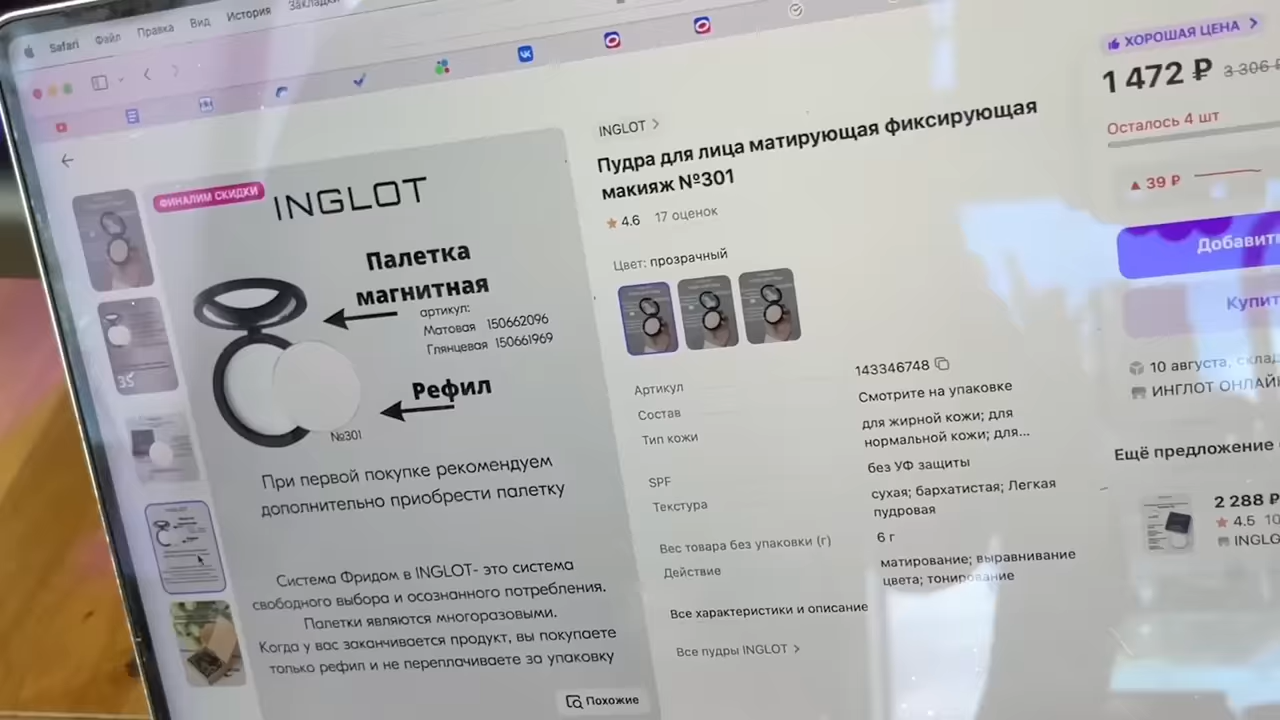 Safari Файл Правка Вид История Закладки
ФИНАЛИМ СКИДКИ
INGLOT
Палетка
магнитная
артикул:
Матовая 150662096
Глянцевая 150661969
Рефил
№301
При первой покупке рекомендуем
дополнительно приобрести палетку
Система Фридом в INGLOT- это система
свободного выбора и осознанного потребления.
Палетки являются многоразовыми.
Когда у вас заканчивается продукт, вы покупаете
только рефил и не переплачиваете за упаковку
Похожие
INGLOT >
Пудра для лица матирующая фиксирующая
макияж №301
4.6 17 оценок
Цвет: прозрачный
Артикул 143346748
Состав Смотрите на упаковке
Тип кожи для жирной кожи; для
нормальной кожи; для...
SPF без УФ защиты
Текстура сухая; бархатистая; Легкая
пудровая
Вес товара без упаковки (г) 6 г
Действие матирование; выравнивание
цвета; тонирование
Все характеристики и описание
Все пудры INGLOT >
ХОРОШАЯ ЦЕНА >
1 472 ₽ 3 306 ₽
Осталось 4 шт
▲ 39 ₽
Добавить
Купит
10 августа, скла
ИНГЛОТ ОНЛАЙ
Ещё предложение
2 288 ₽
4.5 10
INGLO
35